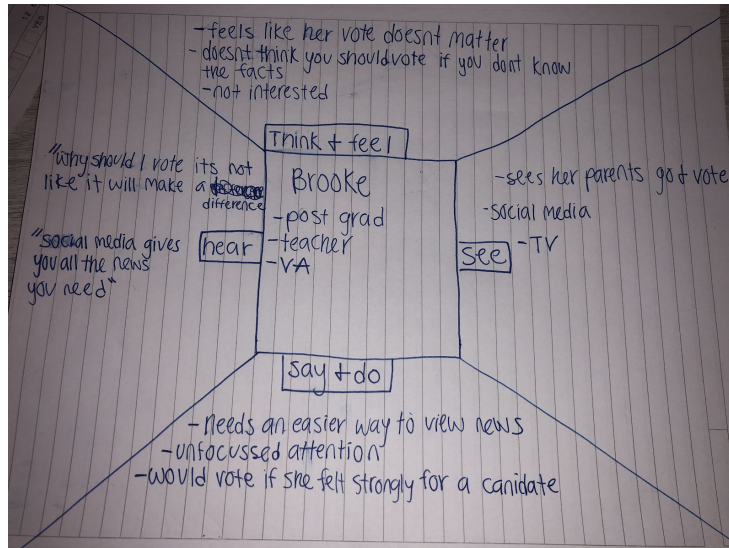 -feels like her vote doesnt matter
-doesnt think you should vote if you dont know
the facts
-not interested
Think + feel
"why should I vote its not
like it will make a
difference
"social media gives
you all the news
you need"
hear
Brooke
-post grad
-teacher
-VA
see
-sees her parents go + vote
-social media
-TV
say + do
-needs an easier way to view news
-unfocussed attention
-would vote if she felt strongly for a canidate